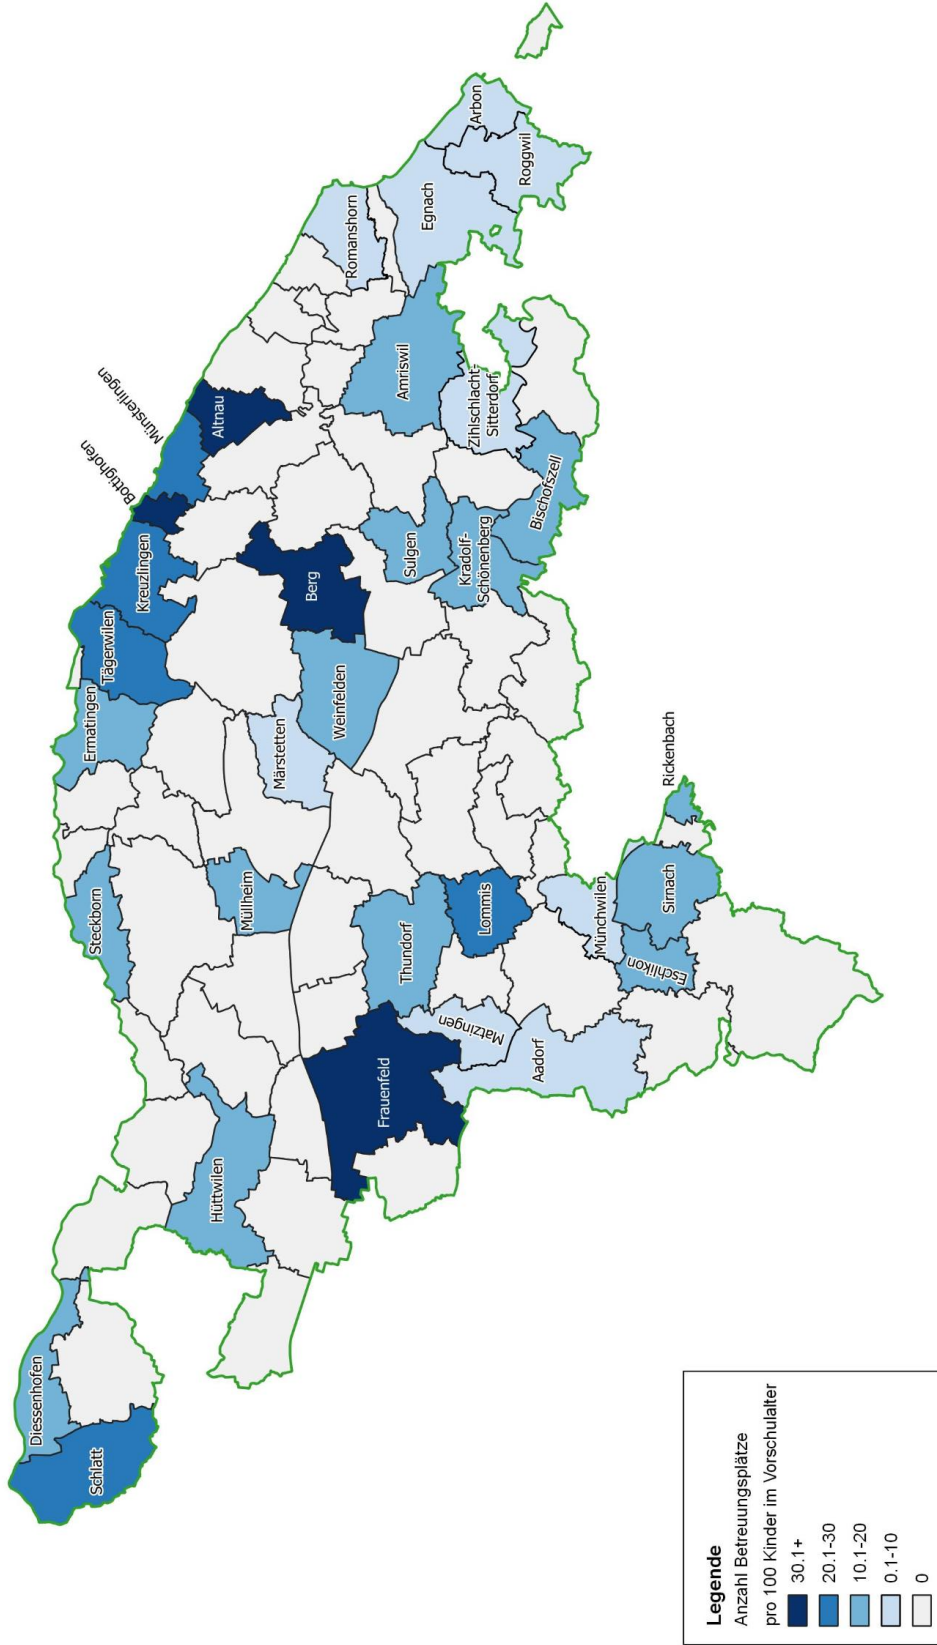 Münsterlingen
Bottighofen
Altnau
Kreuzlingen
Tägerwilen
Ermatingen
Steckborn
Diessenhofen
Schlatt
Hüttwilen
Müllheim
Märstetten
Weinfelden
Berg
Sulgen
Kradolf-
Schönenberg
Bischofszell
Zihlschlacht-
Sitterdorf
Amriswil
Romanshorn
Egnach
Arbon
Roggwil
Frauenfeld
Thundorf
Lommis
Matzingen
Aadorf
Münchwilen
Eschlikon
Sirnach
Rickenbach
Legende
Anzahl Betreuungsplätze
pro 100 Kinder im Vorschulalter
30.1+
20.1-30
10.1-20
0.1-10
0